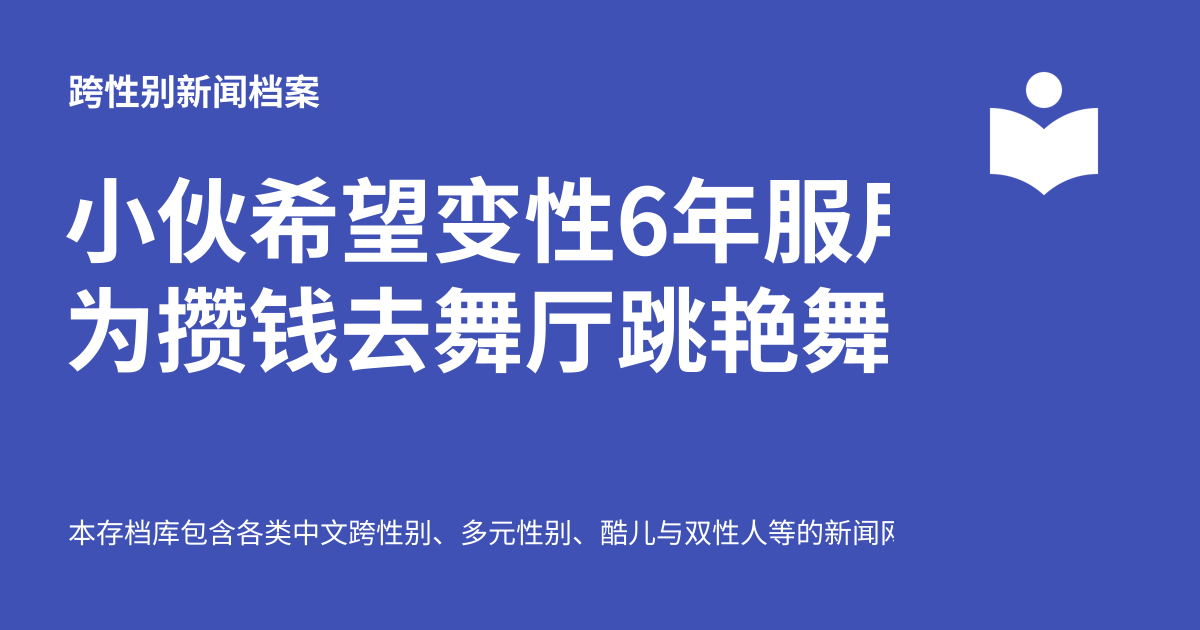 跨性别新闻档案
小伙希望变性6年服
为攒钱去舞厅跳艳舞
本存档库包含各类中文跨性别、多元性别、酷儿与双性人等的新闻